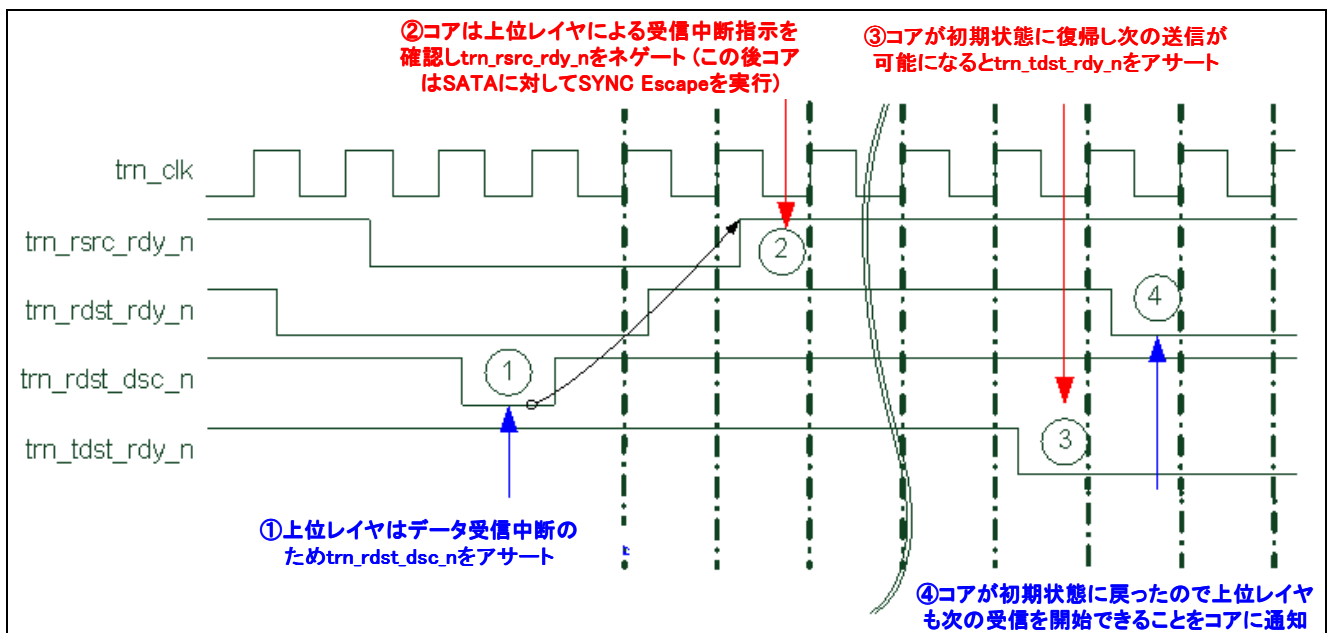 ②コアは上位レイヤによる受信中断指示を
確認しtrn_rsrc_rdy_nをネゲート(この後コア
はSATAに対してSYNC Escapeを実行)
③コアが初期状態に復帰し次の送信が
可能になるとtrn_tdst_rdy_nをアサート
trn_clk
trn_rsrc_rdy_n
2
trn_rdst_rdy_n
4
trn_rdst_dsc_n
1
trn_tdst_rdy_n
3
①上位レイヤはデータ受信中断の
ためtrn_rdst_dsc_nをアサート
④コアが初期状態に戻ったので上位レイヤ
も次の受信を開始できることをコアに通知